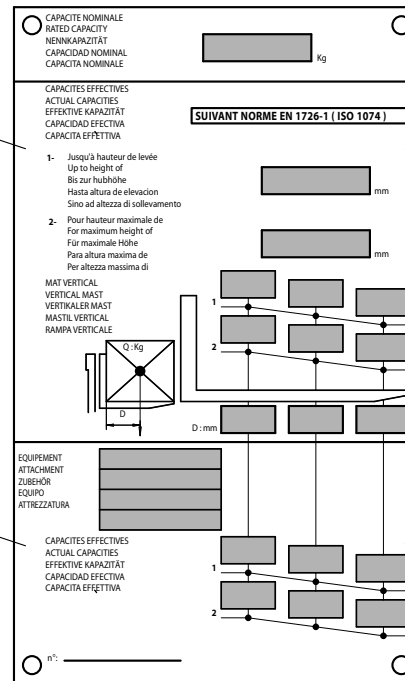 CAPACITE NOMINALE
RATED CAPACITY
NENNKAPAZITÄT
CAPACIDAD NOMINAL
CAPACITA NOMINALE
Kg
CAPACITES EFFECTIVES
ACTUAL CAPACITIES
EFFEKTIVE KAPAZITÄT
CAPACIDAD EFECTIVA
CAPACITA EFFETTIVA
SUIVANT NORME EN 1726-1 ( ISO 1074 )
1- Jusqu'à hauteur de levée
Up to height of
Bis zur hubhöhe
Hasta altura de elevacion
Sino ad altezza di sollevamento
mm
2- Pour hauteur maximale de
For maximum height of
Für maximale Höhe
Para altura maxima de
Per altezza massima di
mm
MAT VERTICAL
VERTICAL MAST
VERTIKALER MAST
MASTIL VERTICAL
RAMPA VERTICALE
1
2
Q : Kg
D
D : mm
EQUIPEMENT
ATTACHMENT
ZUBEHÖR
EQUIPO
ATTREZZATURA
CAPACITES EFFECTIVES
ACTUAL CAPACITIES
EFFEKTIVE KAPAZITÄT
CAPACIDAD EFECTIVA
CAPACITA EFFETTIVA
1
2
n°: